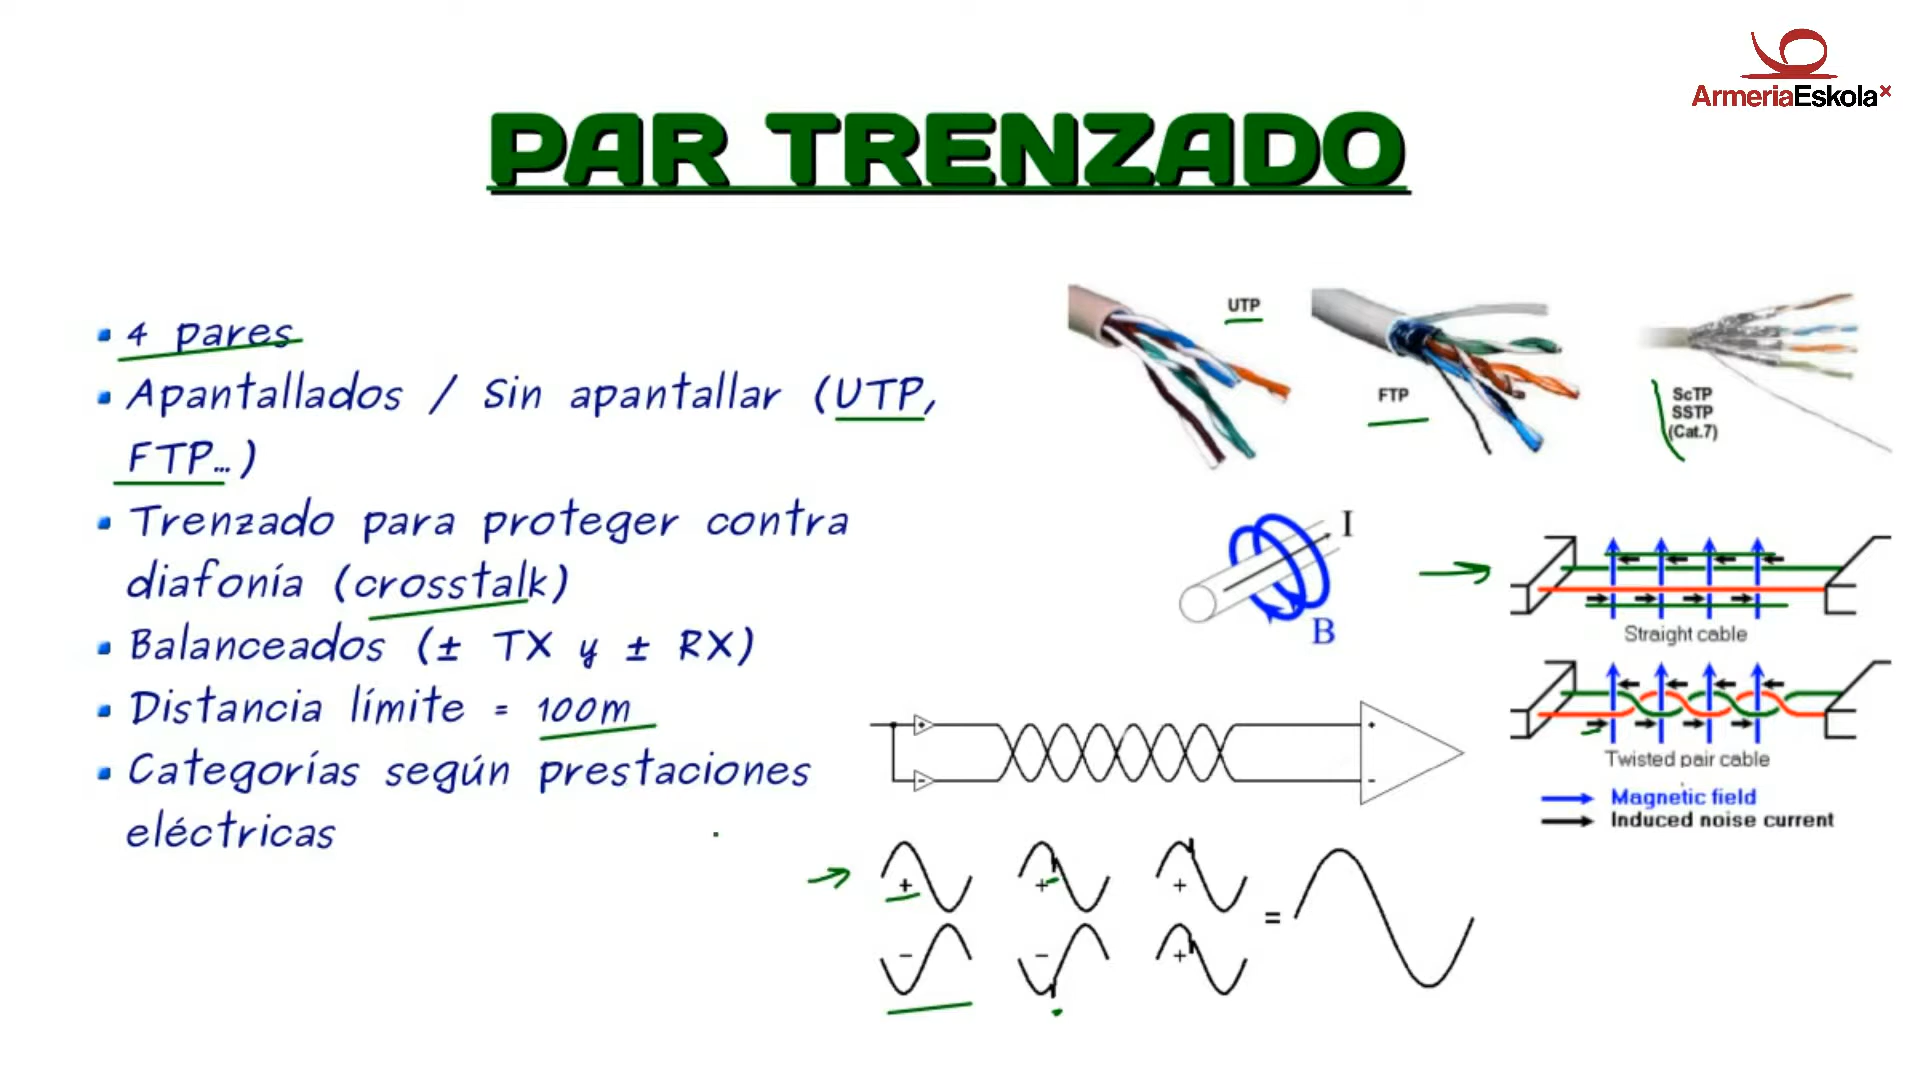 ArmeriaEskola×
PAR TRENZADO
4 pares
Apantallados / Sin apantallar (UTP,
FTP...)
Trenzado para proteger contra
diafonía (crosstalk)
Balanceados (± TX y ± RX)
Distancia límite = 100m
Categorías según prestaciones
eléctricas
UTP
FTP
ScTP
SSTP
(Cat.7)
I
B
Straight cable
Twisted pair cable
Magnetic field
Induced noise current
+
-
+
-
+ + +
=
- - +